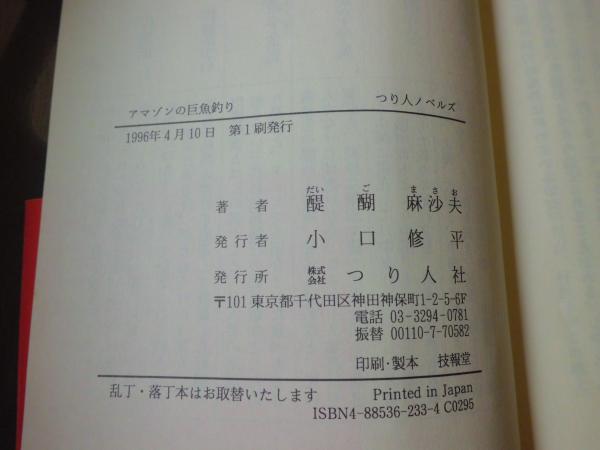 アマゾンの巨魚釣り つり人ノベルズ
1996年4月10日 第1刷発行
だい ご まさお
著者 醍醐 麻沙夫
発行者 小口修平
発行所 株式会社 つり人社
〒101 東京都千代田区神田神保町1-2-5-6F
電話 03-3294-0781
振替 00110-7-70582
印刷・製本 技報堂
乱丁・落丁本はお取替いたします Printed in Japan
ISBN4-88536-233-4 C0295